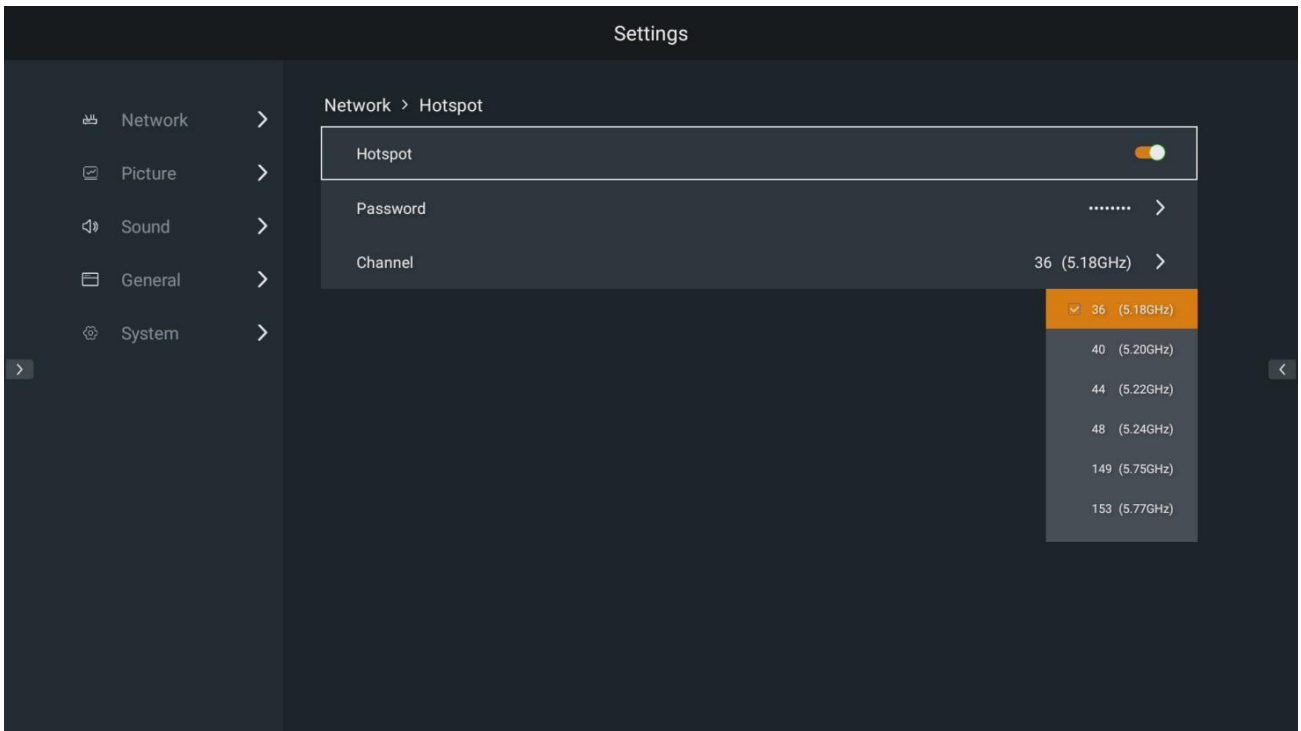 Settings
Network
Picture
Sound
General
System
Network > Hotspot
Hotspot
Password ········
Channel 36 (5.18GHz)
36 (5.18GHz)
40 (5.20GHz)
44 (5.22GHz)
48 (5.24GHz)
149 (5.75GHz)
153 (5.77GHz)